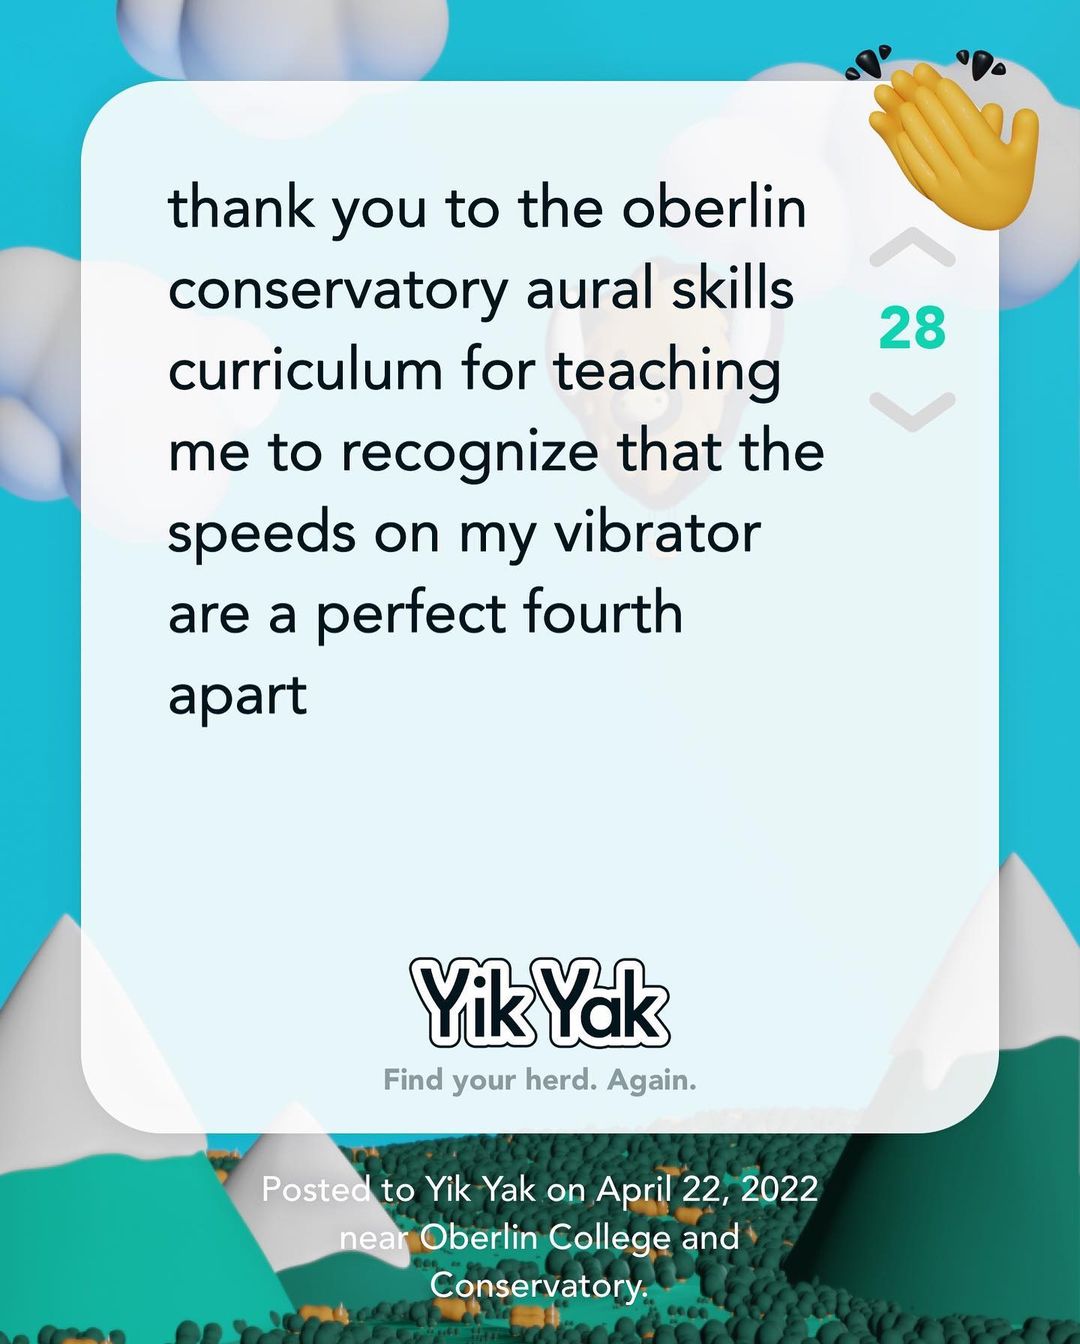 thank you to the oberlin
conservatory aural skills
curriculum for teaching
me to recognize that the
speeds on my vibrator
are a perfect fourth
apart
28
Yik Yak
Find your herd. Again.
Posted to Yik Yak on April 22, 2022
near Oberlin College and
Conservatory.